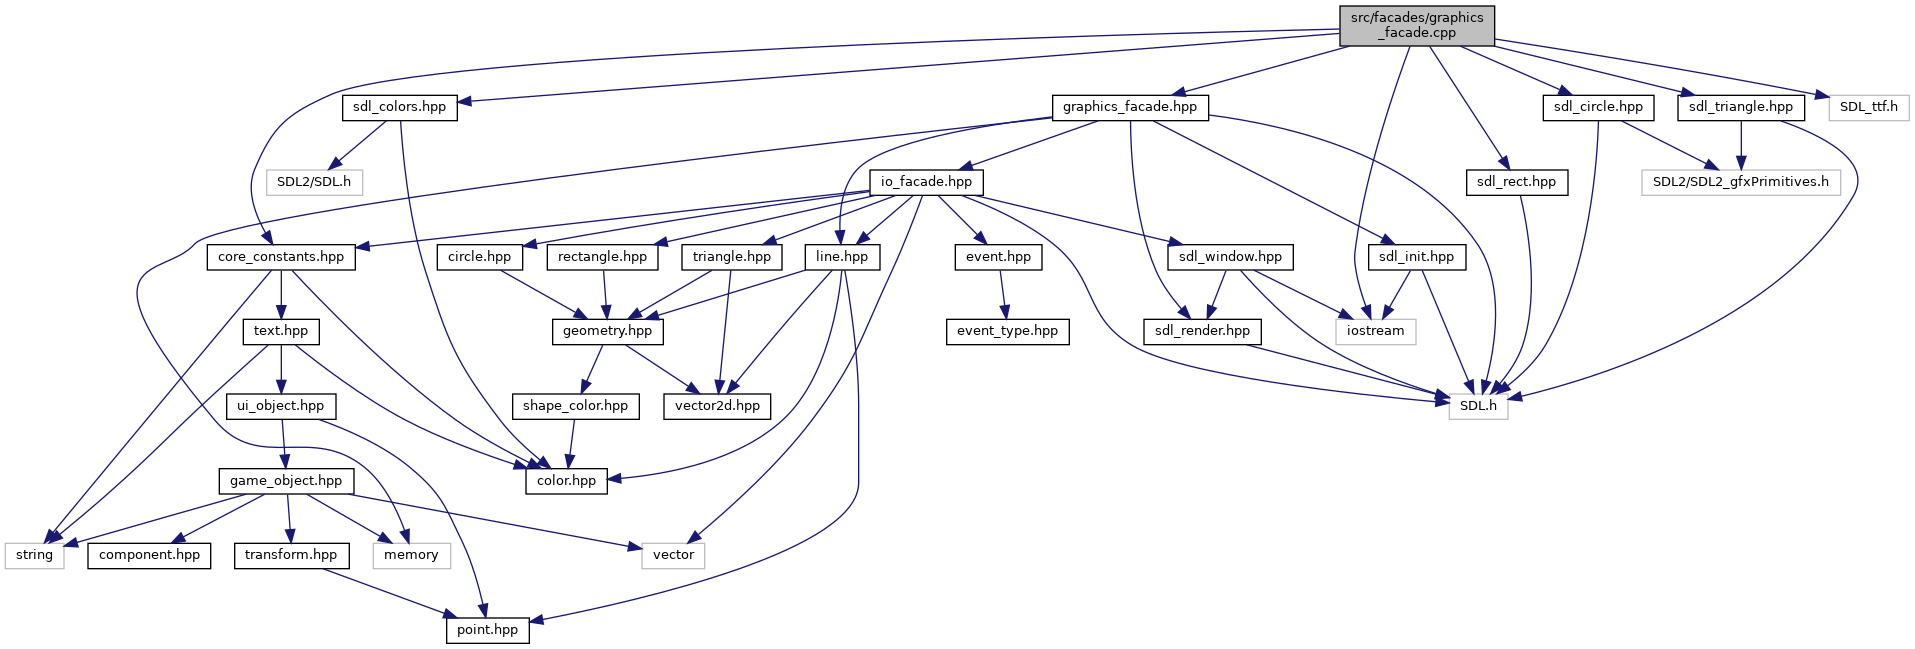 src/facades/graphics
_facade.cpp
sdl_colors.hpp
graphics_facade.hpp
sdl_circle.hpp
sdl_triangle.hpp
SDL_ttf.h
SDL2/SDL.h
io_facade.hpp
sdl_rect.hpp
SDL2/SDL2_gfxPrimitives.h
core_constants.hpp
circle.hpp
rectangle.hpp
triangle.hpp
line.hpp
event.hpp
sdl_window.hpp
sdl_init.hpp
text.hpp
geometry.hpp
event_type.hpp
sdl_render.hpp
iostream
ui_object.hpp
shape_color.hpp
vector2d.hpp
SDL.h
game_object.hpp
color.hpp
string
component.hpp
transform.hpp
memory
vector
point.hpp